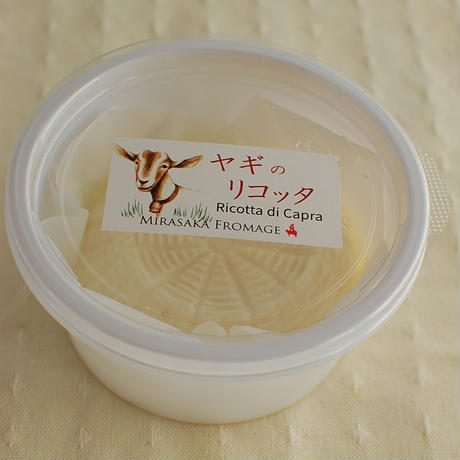 ヤギの
リコッタ
Ricotta di Capra
MIRASAKA FROMAGE